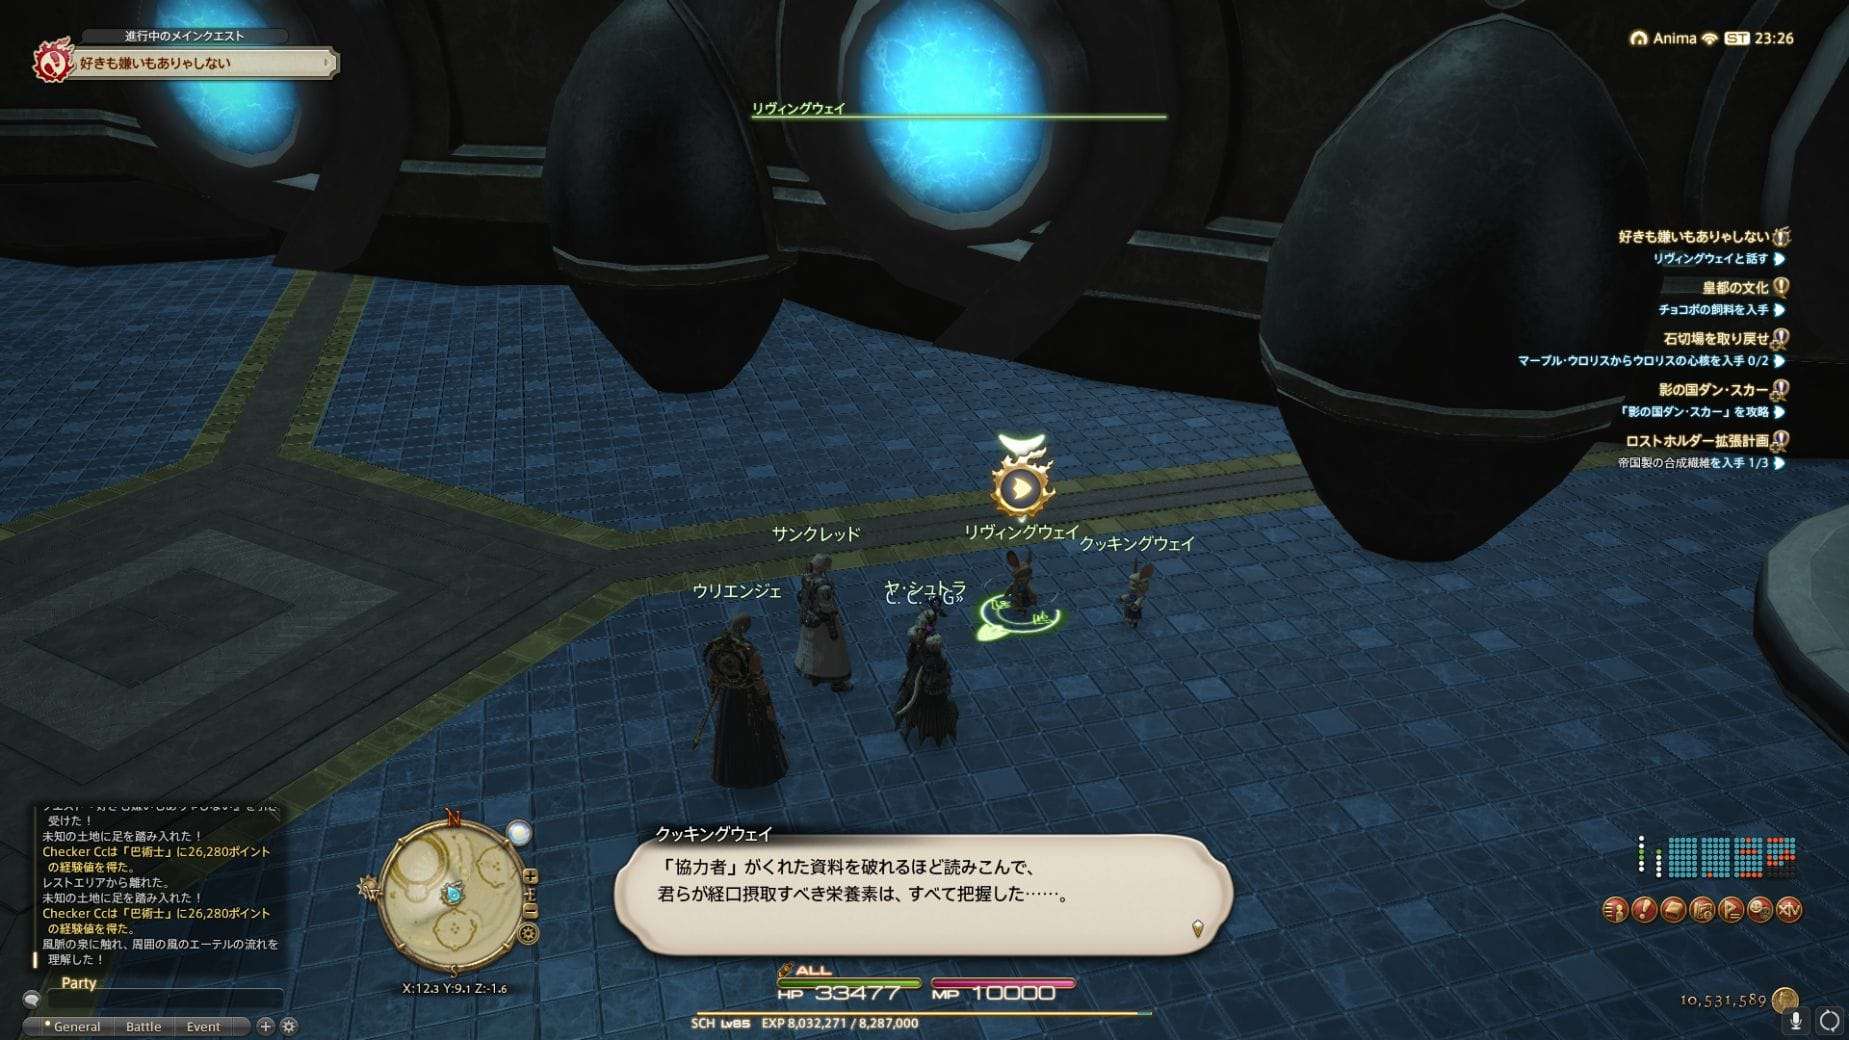 進行中のメインクエスト
好きも嫌いもありゃしない
Anima ST 23:26
リヴィングウェイ
好きも嫌いもありゃしない
リヴィングウェイと話す
皇都の文化
チョコボの飼料を入手
石切場を取り戻せ
マーブル・ウロリスからウロリスの心核を入手 0/2
影の国ダン・スカー
「影の国ダン・スカー」を攻略
ロストホルダー拡張計画
帝国製の合成繊維を入手 1/3
サンクレッド
リヴィングウェイ
クッキングウェイ
ウリエンジェ
ヤ・シュトラ
C. C. «G»
クッキングウェイ
「協力者」がくれた資料を破れるほど読みこんで、
君らが経口摂取すべき栄養素は、すべて把握した……。
受けた！
未知の土地に足を踏み入れた！
Checker Ccは「巴術士」に26,280ポイント
の経験値を得た。
レストエリアから離れた。
未知の土地に足を踏み入れた！
Checker Ccは「巴術士」に26,280ポイント
の経験値を得た。
風脈の泉に触れ、周囲の風のエーテルの流れを
理解した！
Party
General Battle Event
N
S
X:12.3 Y:9.1 Z:-1.6
ALL
HP 33477 MP 10000
SCH Lv85 EXP 8,032,271 / 8,287,000
XIV
10,531,589